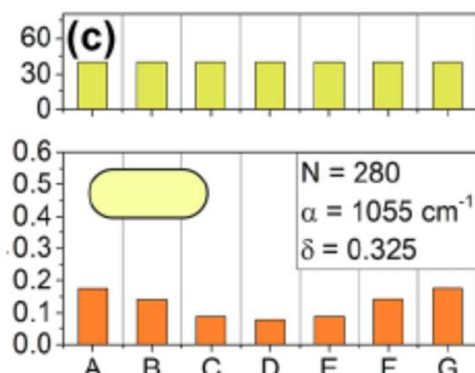 (c)
60
30
0
0.6
0.5
0.4
0.3
0.2
0.1
0.0
N = 280
α = 1055 cm⁻¹
δ = 0.325
A B C D E F G